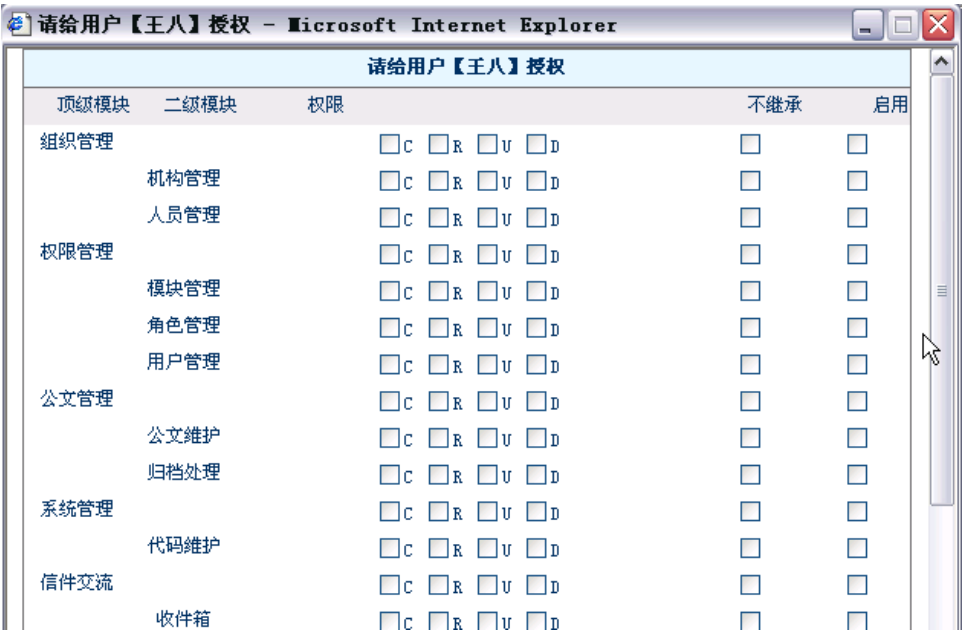 请给用户【王八】授权 - Microsoft Internet Explorer
请给用户【王八】授权
顶级模块 二级模块 权限 不继承 启用
组织管理 C R U D
机构管理 C R U D
人员管理 C R U D
权限管理 C R U D
模块管理 C R U D
角色管理 C R U D
用户管理 C R U D
公文管理 C R U D
公文维护 C R U D
归档处理 C R U D
系统管理 C R U D
代码维护 C R U D
信件交流 C R U D
收件箱 C R U D